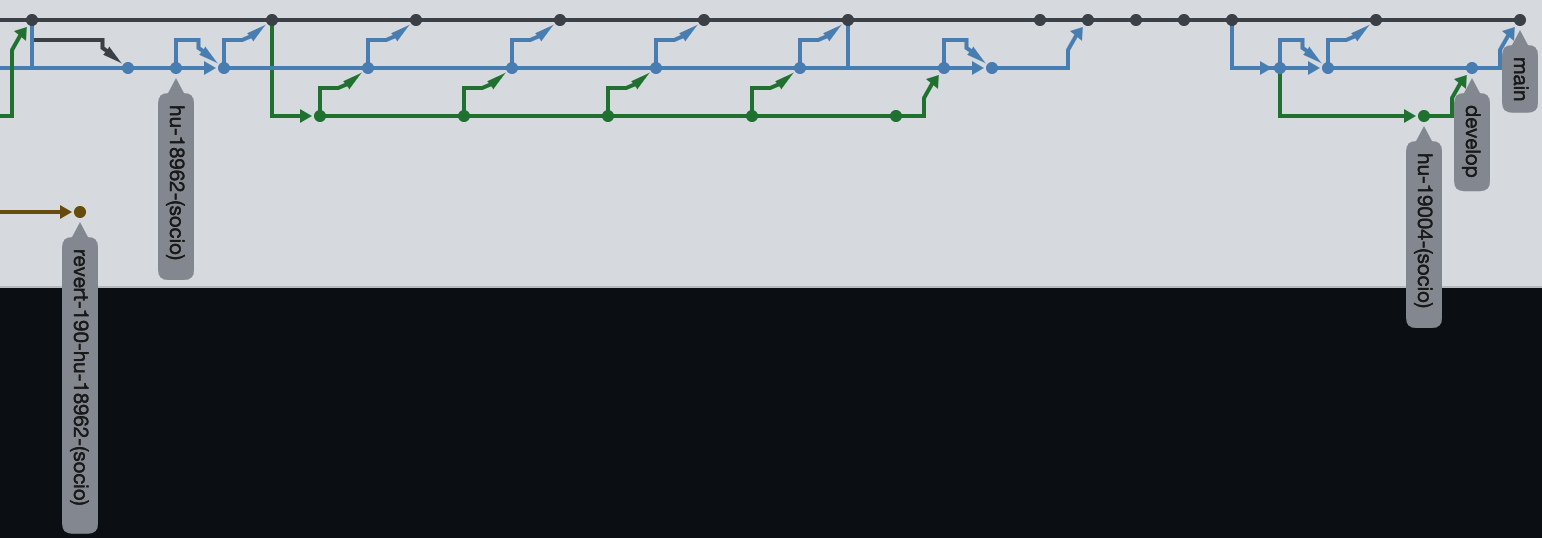 revert-190-hu-18962-(socio)
hu-18962-(socio)
hu-19004-(socio)
develop
main